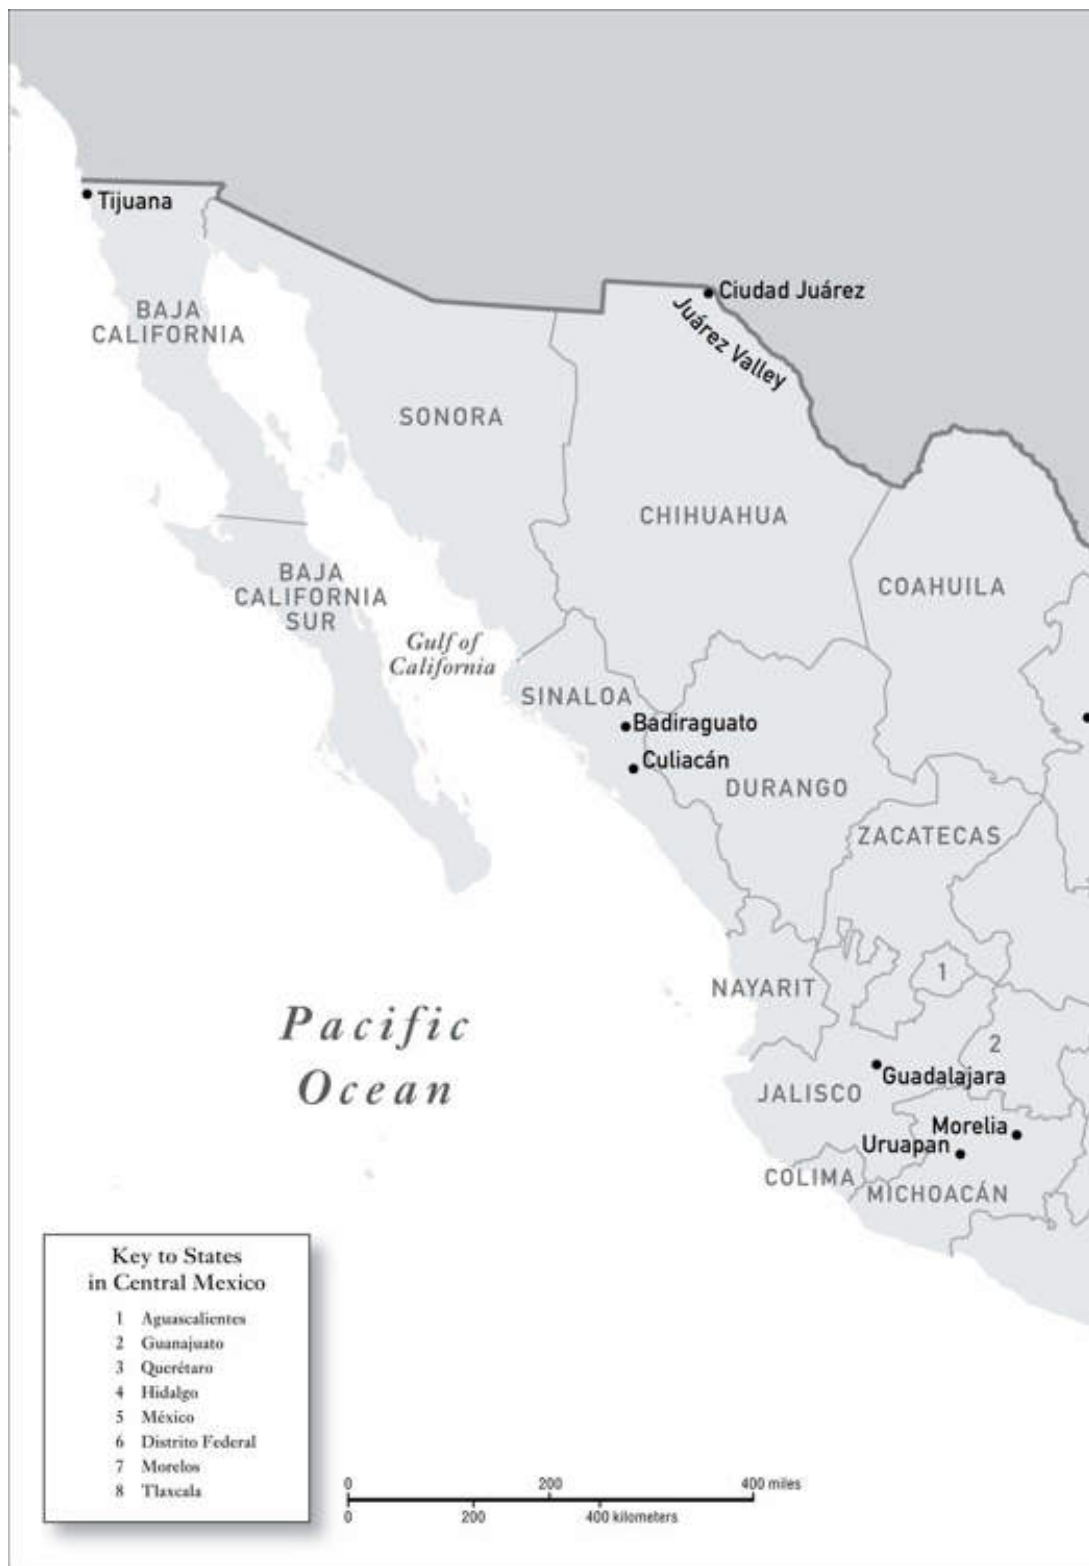 Tijuana
Ciudad Juárez
Juárez Valley
BAJA
CALIFORNIA
SONORA
CHIHUAHUA
BAJA
CALIFORNIA
SUR
COAHUILA
Gulf of
California
SINALOA
Badiraguato
Culiacán
DURANGO
ZACATECAS
1
NAYARIT
Pacific
Ocean
2
Guadalajara
JALISCO
Morelia
Uruapan
COLIMA
MICHOACÁN
Key to States
in Central Mexico
1 Aguascalientes
2 Guanajuato
3 Querétaro
4 Hidalgo
5 México
6 Distrito Federal
7 Morelos
8 Tlaxcala
0 200 400 miles
0 200 400 kilometers